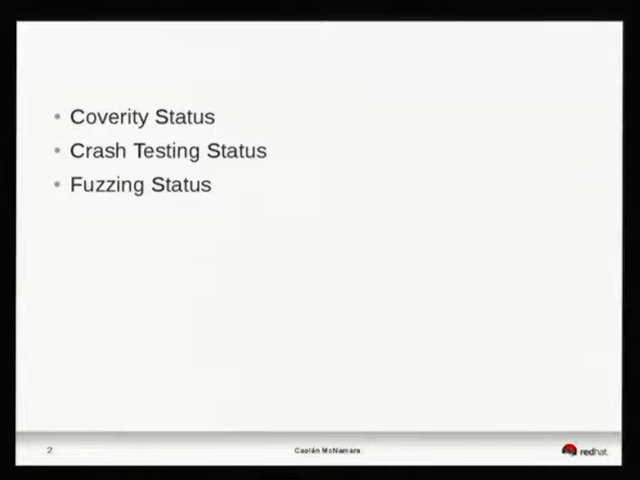 Coverity Status
Crash Testing Status
Fuzzing Status
2
Caolán McNamara
redhat.